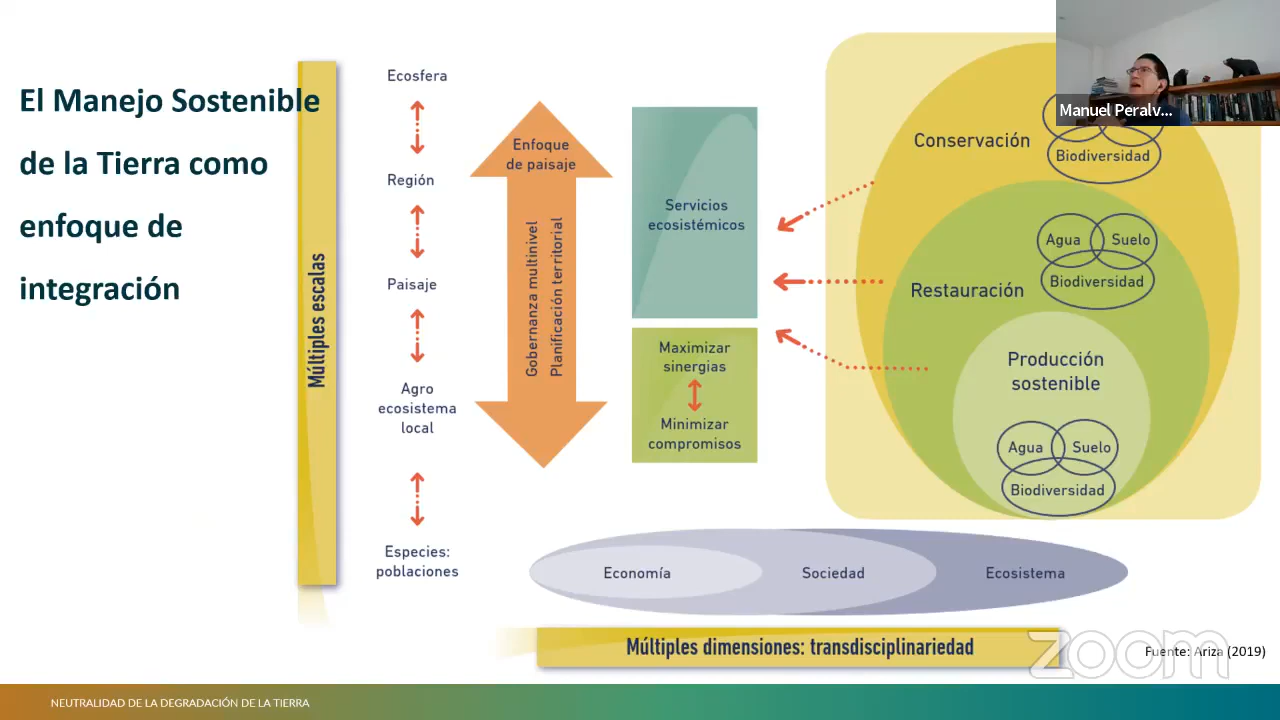 El Manejo Sostenible
de la Tierra como
enfoque de
integración
Múltiples escalas
Ecosfera
Región
Paisaje
Agro
ecosistema
local
Especies:
poblaciones
Enfoque
de paisaje
Gobernanza multinivel
Planificación territorial
Servicios
ecosistémicos
Maximizar
sinergias
Minimizar
compromisos
Conservación
Biodiversidad
Restauración
Agua
Suelo
Biodiversidad
Producción
sostenible
Agua
Suelo
Biodiversidad
Manuel Peralv...
Economía
Sociedad
Ecosistema
Múltiples dimensiones: transdisciplinariedad
zoom
Fuente: Ariza (2019)
NEUTRALIDAD DE LA DEGRADACIÓN DE LA TIERRA